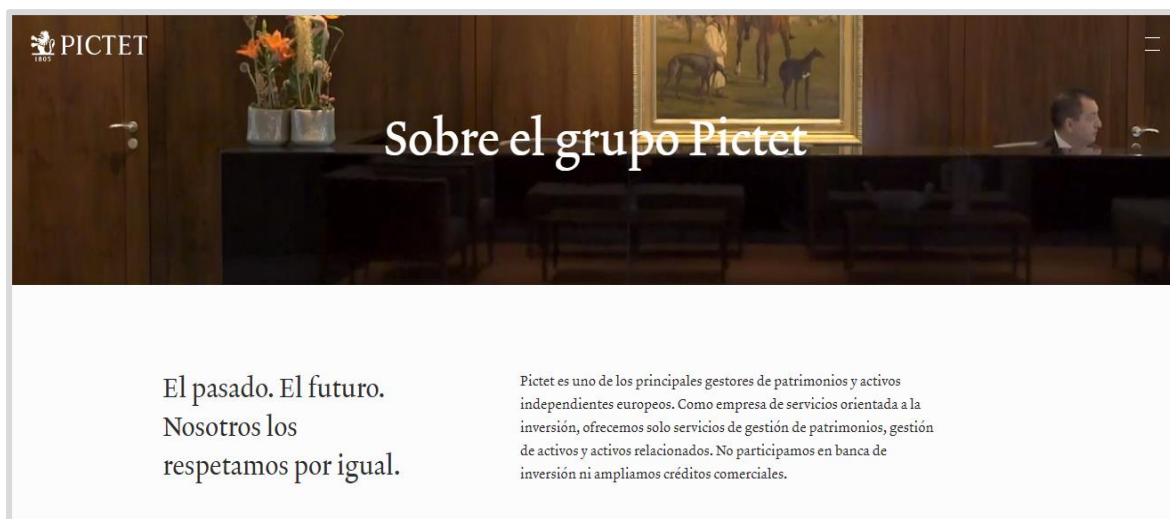 PICTET
1805
Sobre el grupo Pictet
El pasado. El futuro.
Nosotros los
respetamos por igual.
Pictet es uno de los principales gestores de patrimonios y activos
independientes europeos. Como empresa de servicios orientada a la
inversión, ofrecemos solo servicios de gestión de patrimonios, gestión
de activos y activos relacionados. No participamos en banca de
inversión ni ampliamos créditos comerciales.